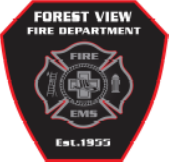 FOREST VIEW
FIRE DEPARTMENT
FIRE
EMS
Est.1955